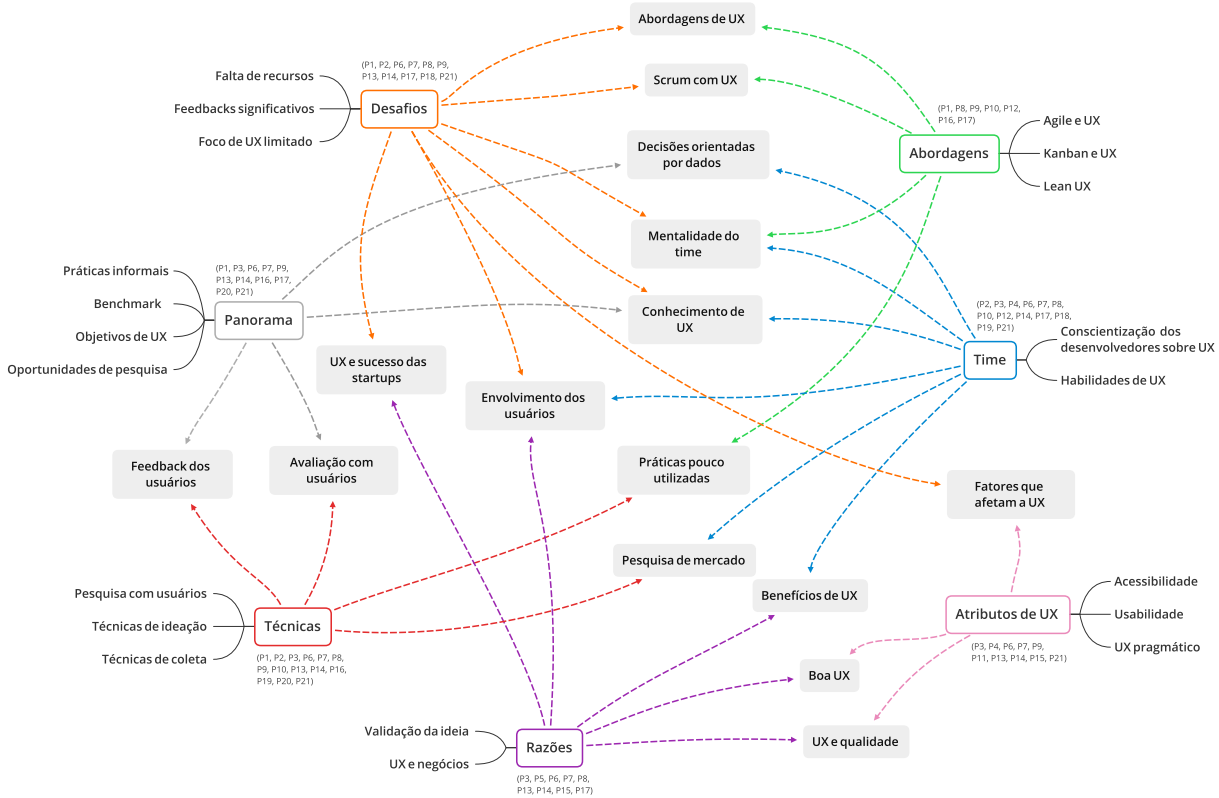 Abordagens de UX
Scrum com UX
Decisões orientadas
por dados
Mentalidade do
time
Conhecimento de
UX
(P1, P2, P6, P7, P8, P9,
P13, P14, P17, P18, P21)
Desafios
Falta de recursos
Feedbacks significativos
Foco de UX limitado
(P1, P8, P9, P10, P12,
P16, P17)
Abordagens
Agile e UX
Kanban e UX
Lean UX
(P1, P3, P6, P7, P9,
P13, P14, P16, P17,
P20, P21)
Panorama
Práticas informais
Benchmark
Objetivos de UX
Oportunidades de pesquisa
(P2, P3, P4, P6, P7, P8,
P10, P12, P14, P17, P18,
P19, P21)
Time
Conscientização dos
desenvolvedores sobre UX
Habilidades de UX
UX e sucesso das
startups
Envolvimento dos
usuários
Feedback dos
usuários
Avaliação com
usuários
Práticas pouco
utilizadas
Fatores que
afetam a UX
Pesquisa de mercado
Benefícios de UX
Pesquisa com usuários
Técnicas de ideação
Técnicas de coleta
Técnicas
(P1, P2, P3, P6, P7, P8,
P9, P10, P13, P14, P16,
P19, P20, P21)
Atributos de UX
(P3, P4, P6, P7, P9,
P11, P13, P14, P15, P21)
Acessibilidade
Usabilidade
UX pragmático
Boa UX
UX e qualidade
Validação da ideia
UX e negócios
Razões
(P3, P5, P6, P7, P8,
P13, P14, P15, P17)